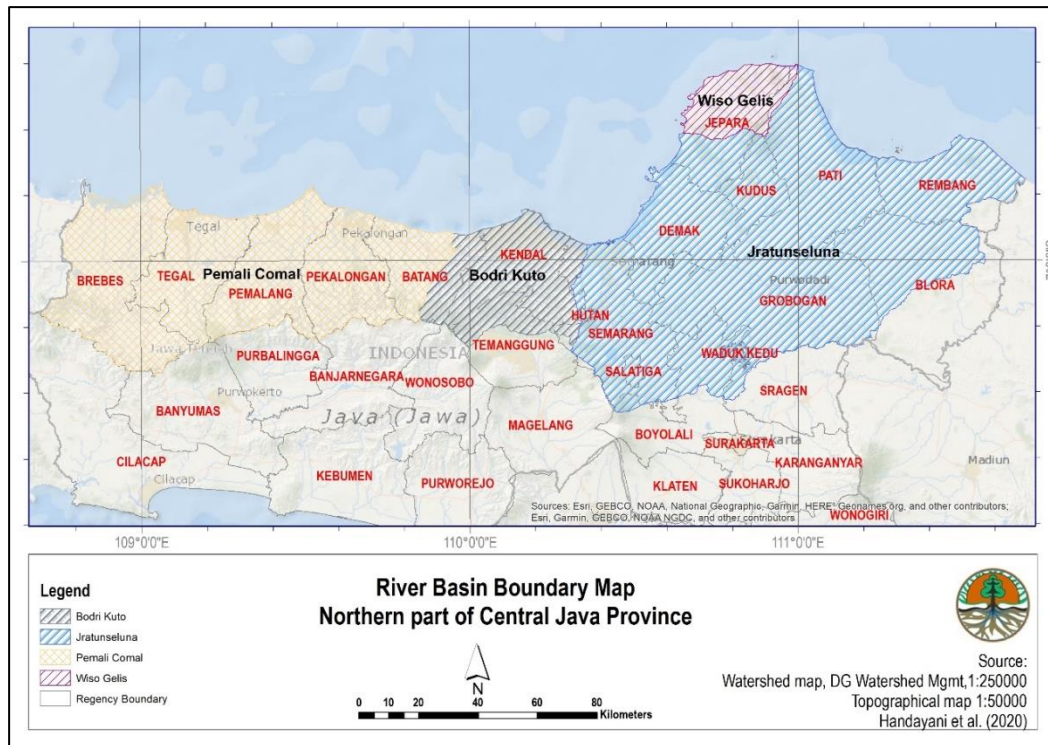 Wiso Gelis
JEPARA
KUDUS
PATI
REMBANG
DEMAK
Semarang
Jratunseluna
Purwodadi
GROBOGAN
BLORA
Tegal
Pekalongan
BREBES
TEGAL
Pemali Comal
PEMALANG
PEKALONGAN
BATANG
KENDAL
Bodri Kuto
HUTAN
SEMARANG
TEMANGGUNG
SALATIGA
WADUK KEDU
SRAGEN
PURBALINGGA
INDONESIA
BANJARNEGARA
WONOSOBO
Purwokerto
BANYUMAS
Java (Jawa)
MAGELANG
BOYOLALI
SURAKARTA
KARANGANYAR
CILACAP
Cilacap
KEBUMEN
PURWOREJO
KLATEN
SUKOHARJO
Madiun
WONOGIRI
Sources: Esri, GEBCO, NOAA, National Geographic, Garmin, HERE, Geonames.org, and other contributors;
Esri, Garmin, GEBCO, NOAA NGDC, and other contributors
109°0'0"E
110°0'0"E
111°0'0"E
Legend
Bodri Kuto
Jratunseluna
Pemali Comal
Wiso Gelis
Regency Boundary
River Basin Boundary Map
Northern part of Central Java Province
N
0 10 20 40 60 80
Kilometers
Source:
Watershed map, DG Watershed Mgmt,1:250000
Topographical map 1:50000
Handayani et al. (2020)